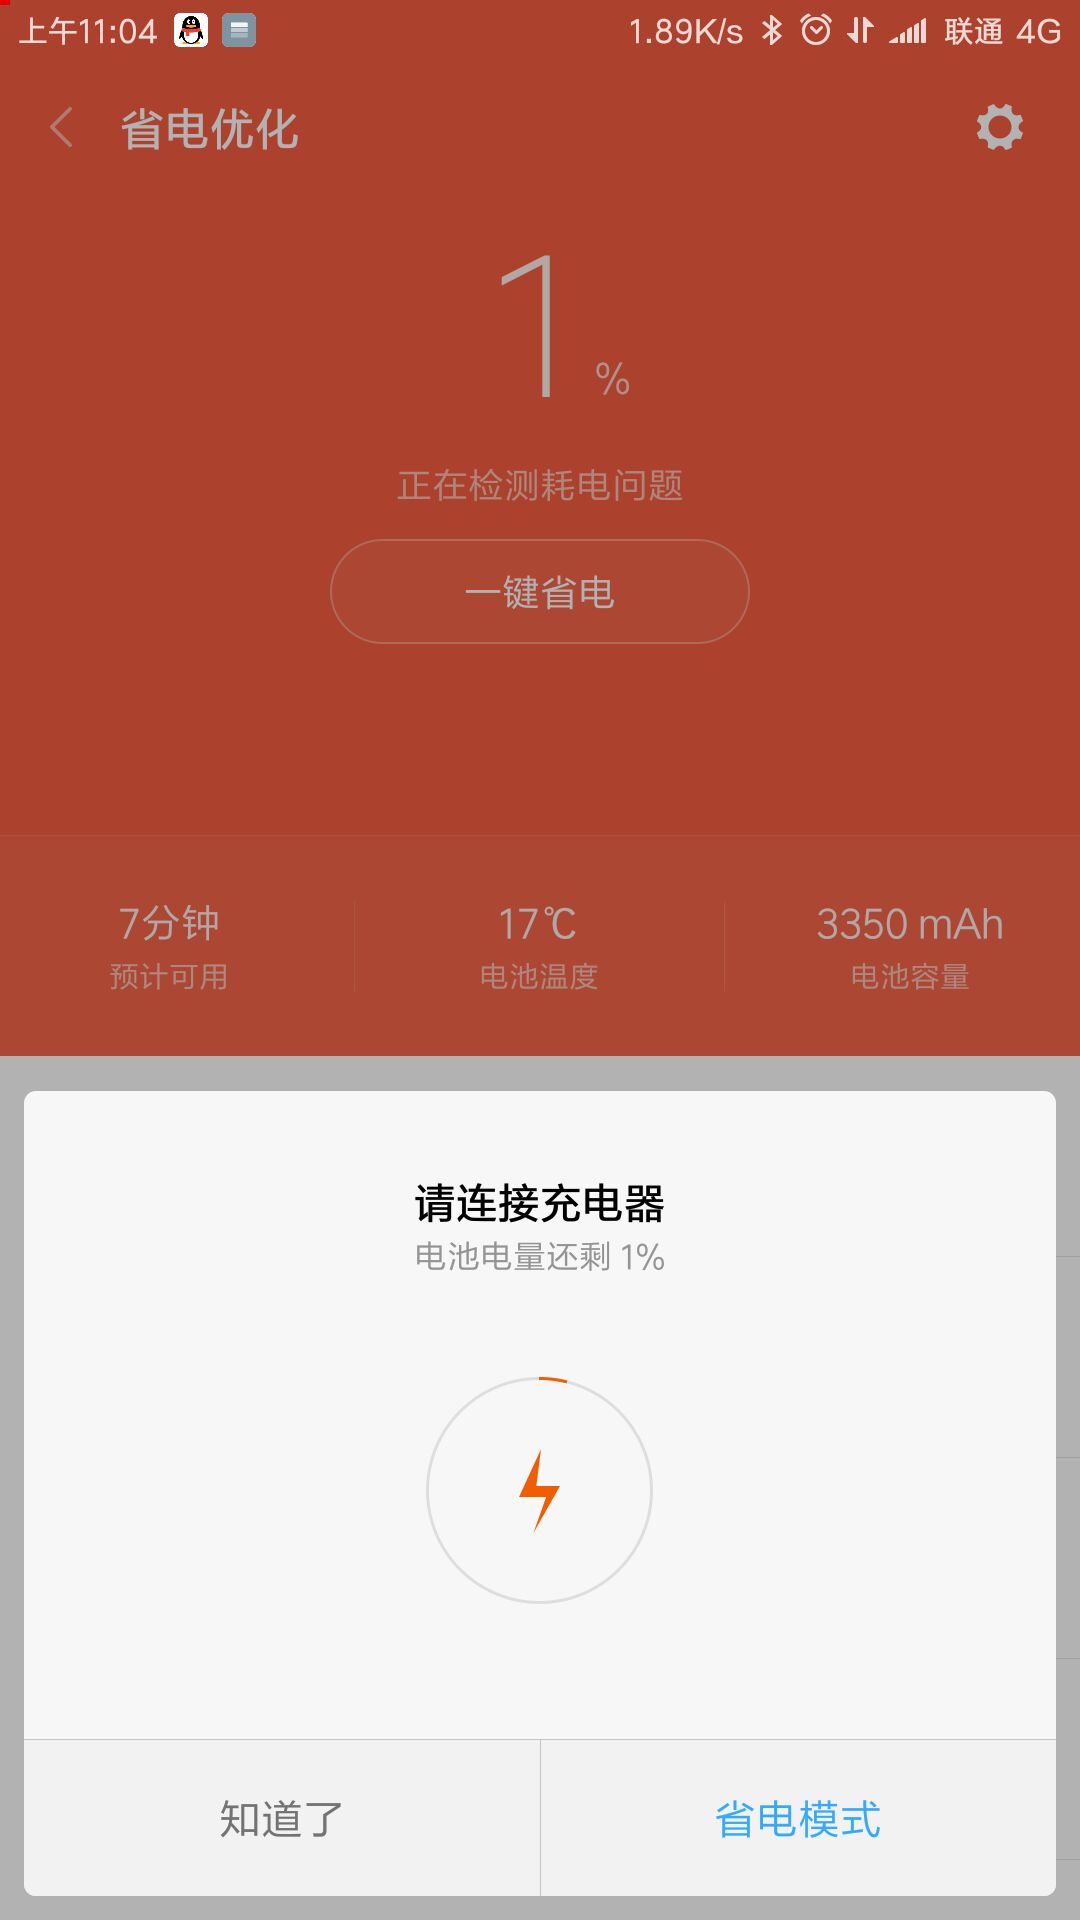 上午11:04 1.89K/s 联通 4G
省电优化
1%
正在检测耗电问题
一键省电
7分钟 17℃ 3350 mAh
预计可用 电池温度 电池容量
请连接充电器
电池电量还剩 1%
知道了 省电模式